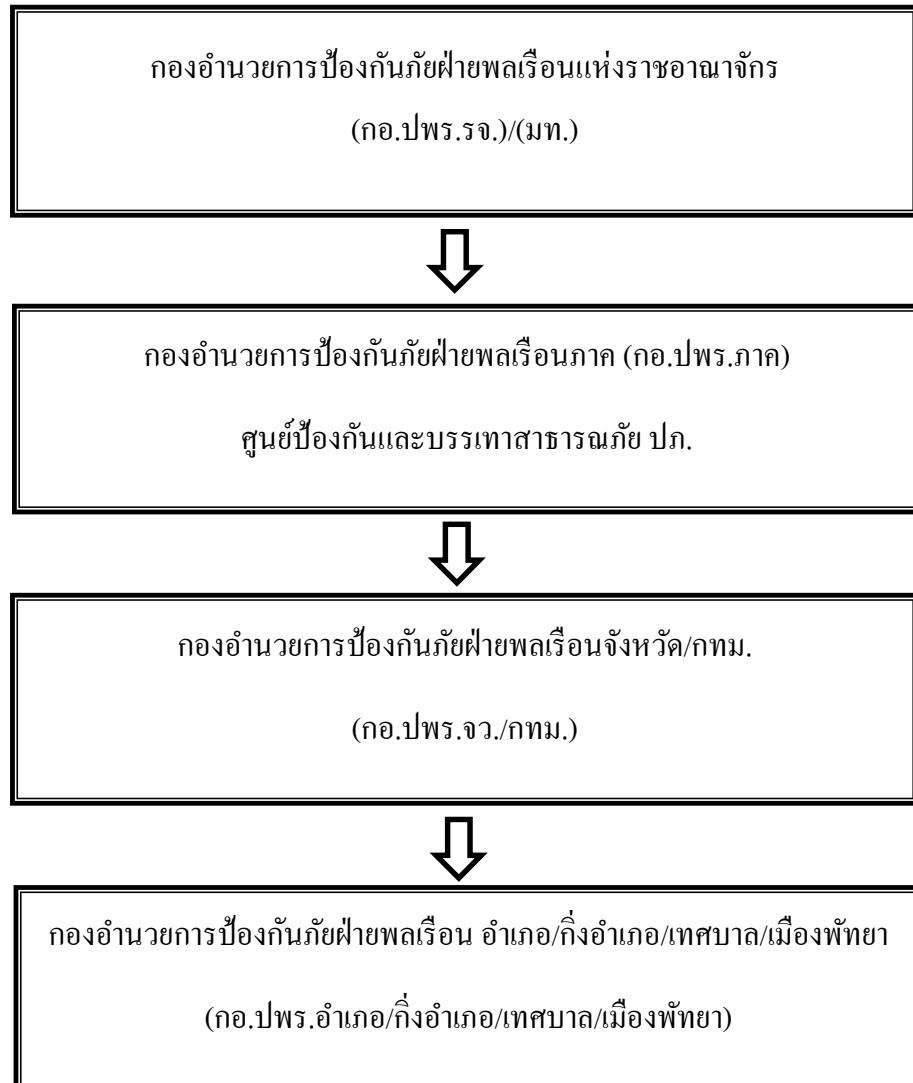 กองอำนวยการป้องกันภัยฝ่ายพลเรือนแห่งราชอาณาจักร
(กอ.ปพร.รจ.)/(มท.)
กองอำนวยการป้องกันภัยฝ่ายพลเรือนภาค (กอ.ปพร.ภาค)
ศูนย์ป้องกันและบรรเทาสาธารณภัย ปภ.
กองอำนวยการป้องกันภัยฝ่ายพลเรือนจังหวัด/กทม.
(กอ.ปพร.จว./กทม.)
กองอำนวยการป้องกันภัยฝ่ายพลเรือน อำเภอ/กิ่งอำเภอ/เทศบาล/เมืองพัทยา
(กอ.ปพร.อำเภอ/กิ่งอำเภอ/เทศบาล/เมืองพัทยา)